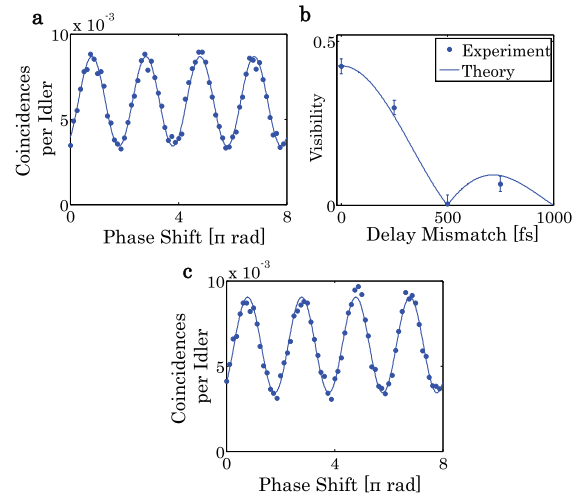 a
x 10⁻³
10
5
0
0
4
8
Coincidences
per Idler
Phase Shift [π rad]
b
0.5
0
0
500
1000
Visibility
Delay Mismatch [fs]
Experiment
Theory
c
x 10⁻³
10
5
0
0
4
8
Coincidences
per Idler
Phase Shift [π rad]